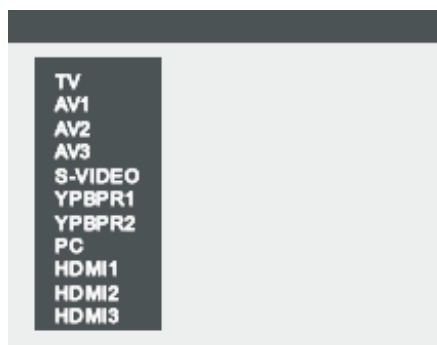 TV
AV1
AV2
AV3
S-VIDEO
YPBPR1
YPBPR2
PC
HDMI1
HDMI2
HDMI3